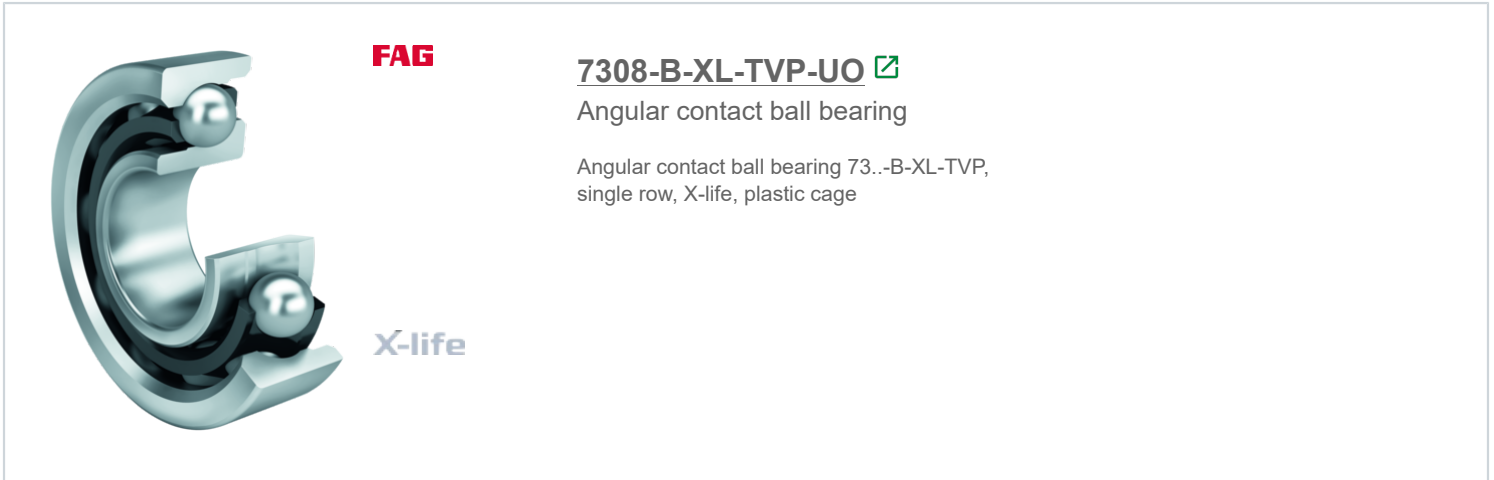 FAG
7308-B-XL-TVP-UO
Angular contact ball bearing
Angular contact ball bearing 73..-B-XL-TVP,
single row, X-life, plastic cage
X-life